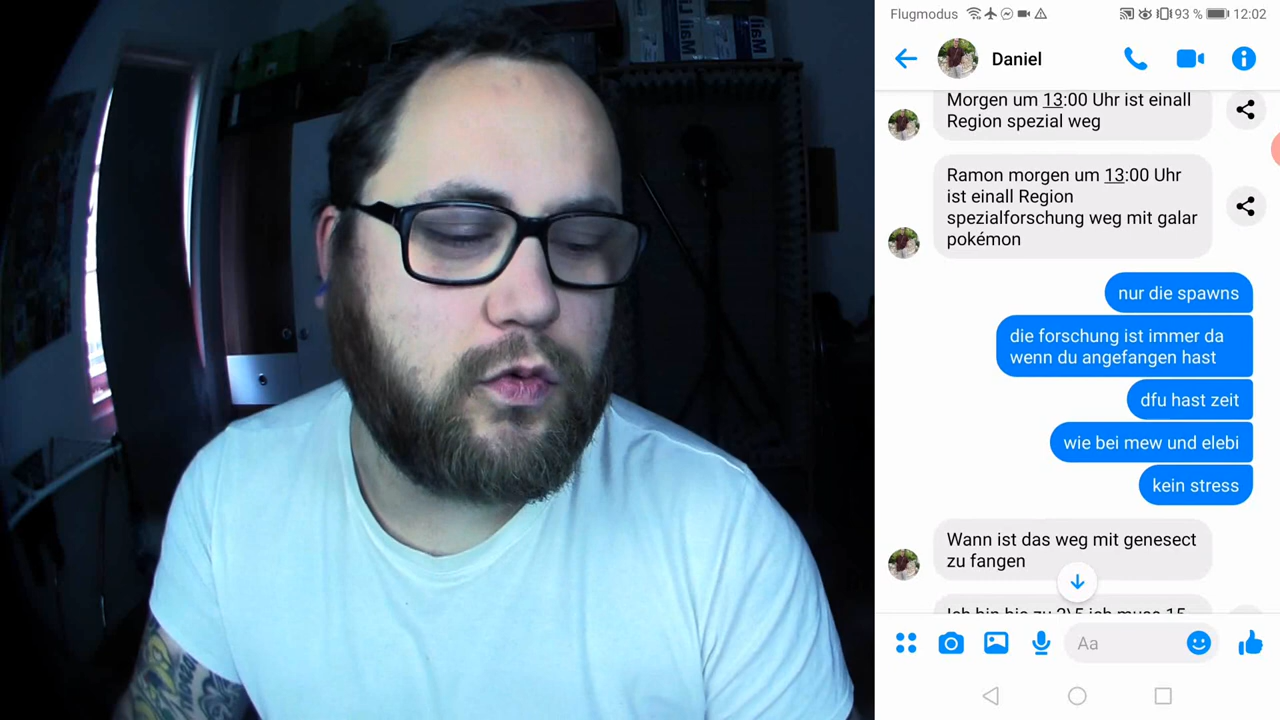 Flugmodus
93 %
12:02
Daniel
Morgen um 13:00 Uhr ist einall
Region spezial weg
Ramon morgen um 13:00 Uhr
ist einall Region
spezialforschung weg mit galar
pokémon
nur die spawns
die forschung ist immer da
wenn du angefangen hast
dfu hast zeit
wie bei mew und elebi
kein stress
Wann ist das weg mit genesect
zu fangen
Aa